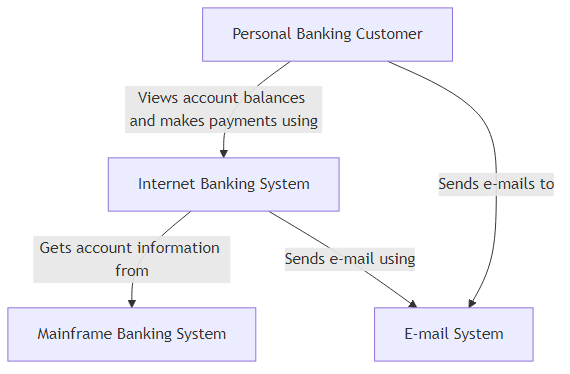 Personal Banking Customer
Views account balances
and makes payments using
Internet Banking System
Sends e-mails to
Gets account information
from
Sends e-mail using
Mainframe Banking System
E-mail System